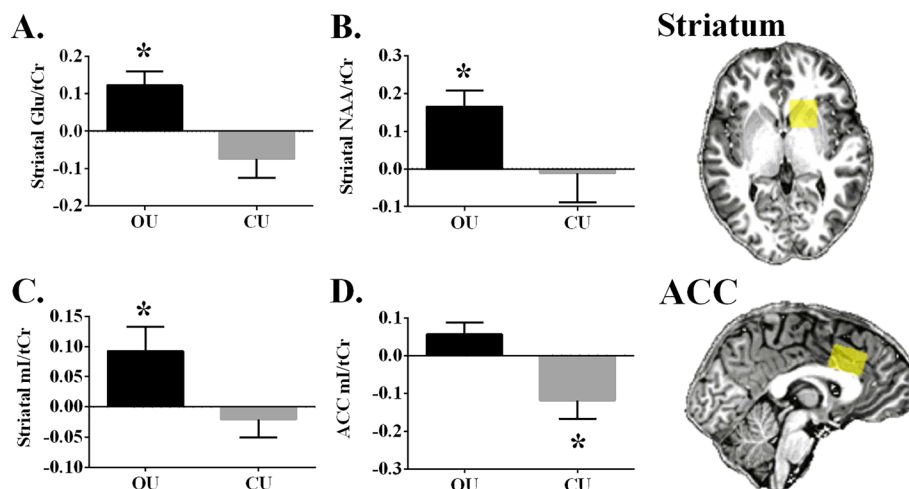 A.
Striatal Glu/tCr
0.2
0.1
0.0
-0.1
-0.2
*
OU CU
B.
Striatal NAA/tCr
0.3
0.2
0.1
0.0
-0.1
*
OU CU
Striatum
C.
Striatal mI/tCr
0.15
0.10
0.05
0.00
-0.05
-0.10
*
OU CU
D.
ACC mI/tCr
0.1
0.0
-0.1
-0.2
-0.3
*
OU CU
ACC